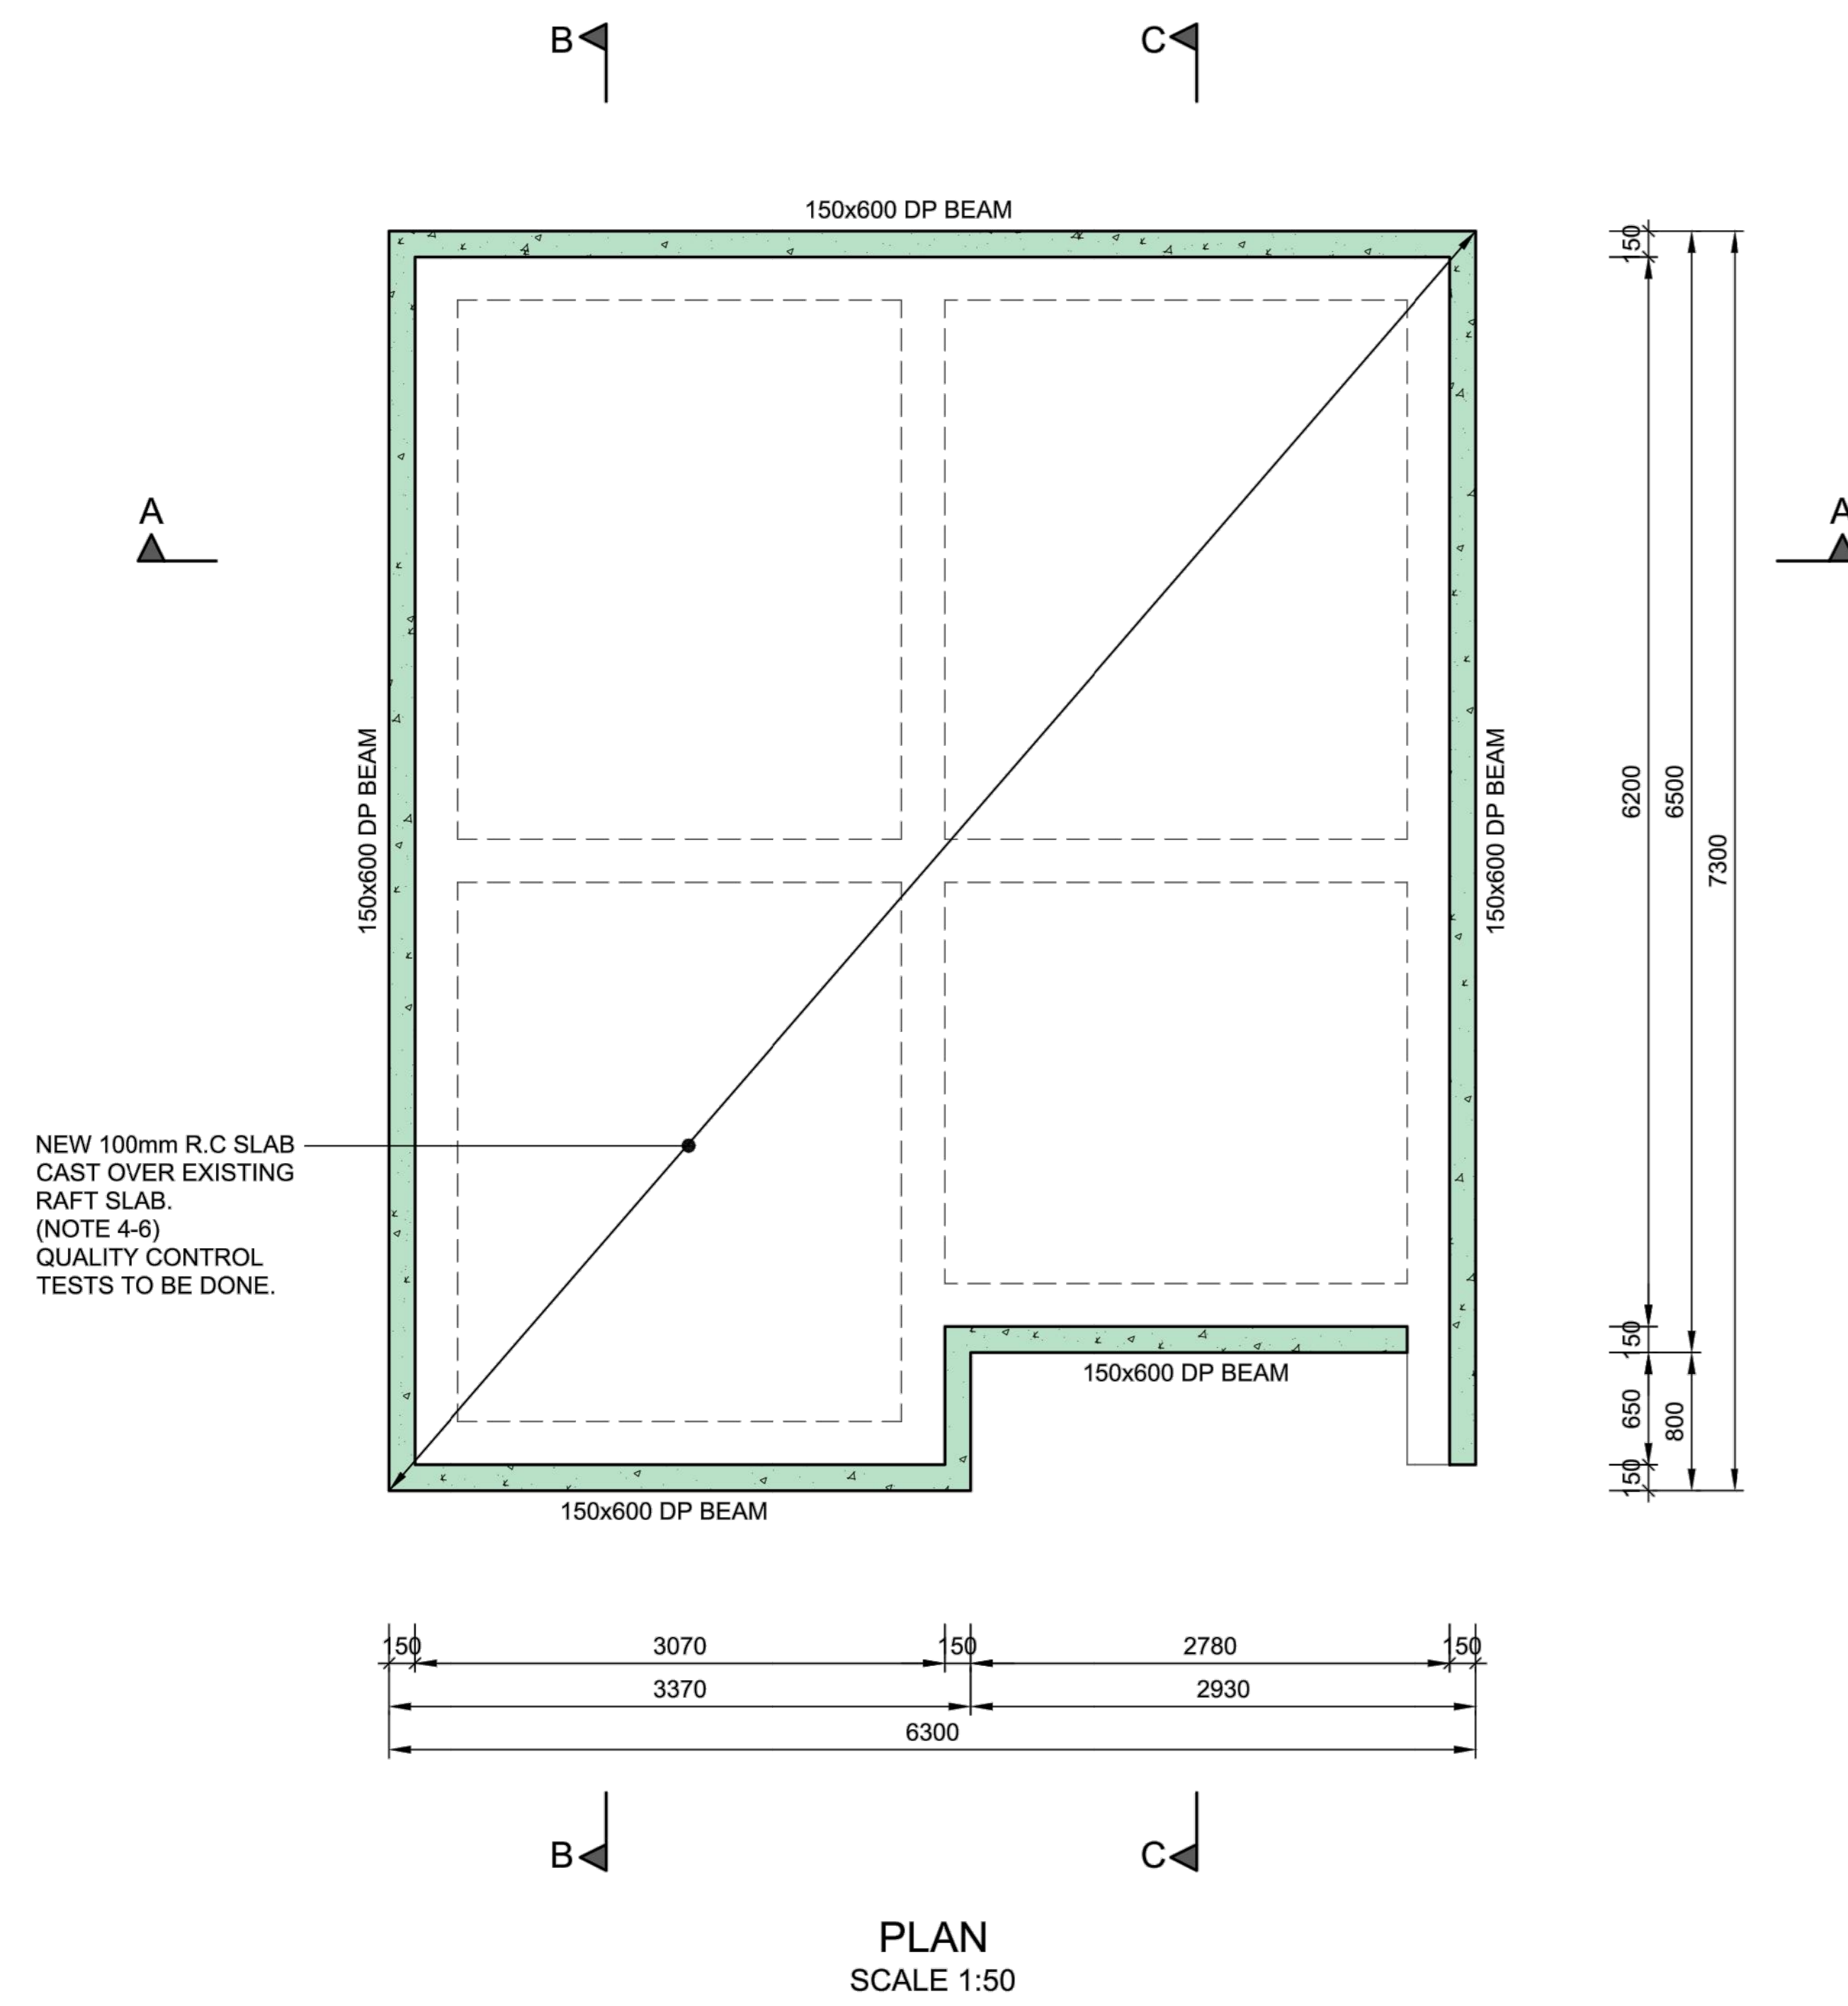 B
C
150x600 DP BEAM
150
A
A
150x600 DP BEAM
150x600 DP BEAM
6200
6500
7300
NEW 100mm R.C SLAB
CAST OVER EXISTING
RAFT SLAB.
(NOTE 4-6)
QUALITY CONTROL
TESTS TO BE DONE.
150
150x600 DP BEAM
650
800
150
150x600 DP BEAM
150
3070
150
2780
150
3370
2930
6300
B
C
PLAN
SCALE 1:50